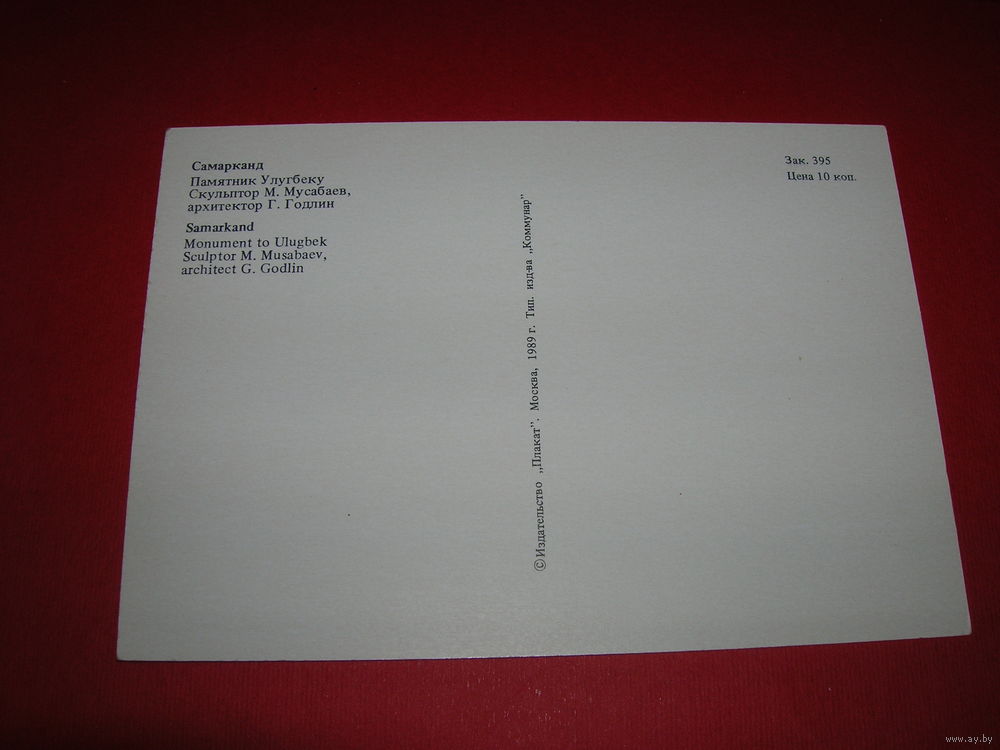 Самарканд
Памятник Улугбеку
Скульптор М. Мусабаев,
архитектор Г. Годлин
Samarkand
Monument to Ulugbek
Sculptor M. Musabaev,
architect G. Godlin
© Издательство „Плакат”. Москва, 1989 г. Тип. изд-ва „Коммунар”
Зак. 395
Цена 10 коп.
www.ay.by